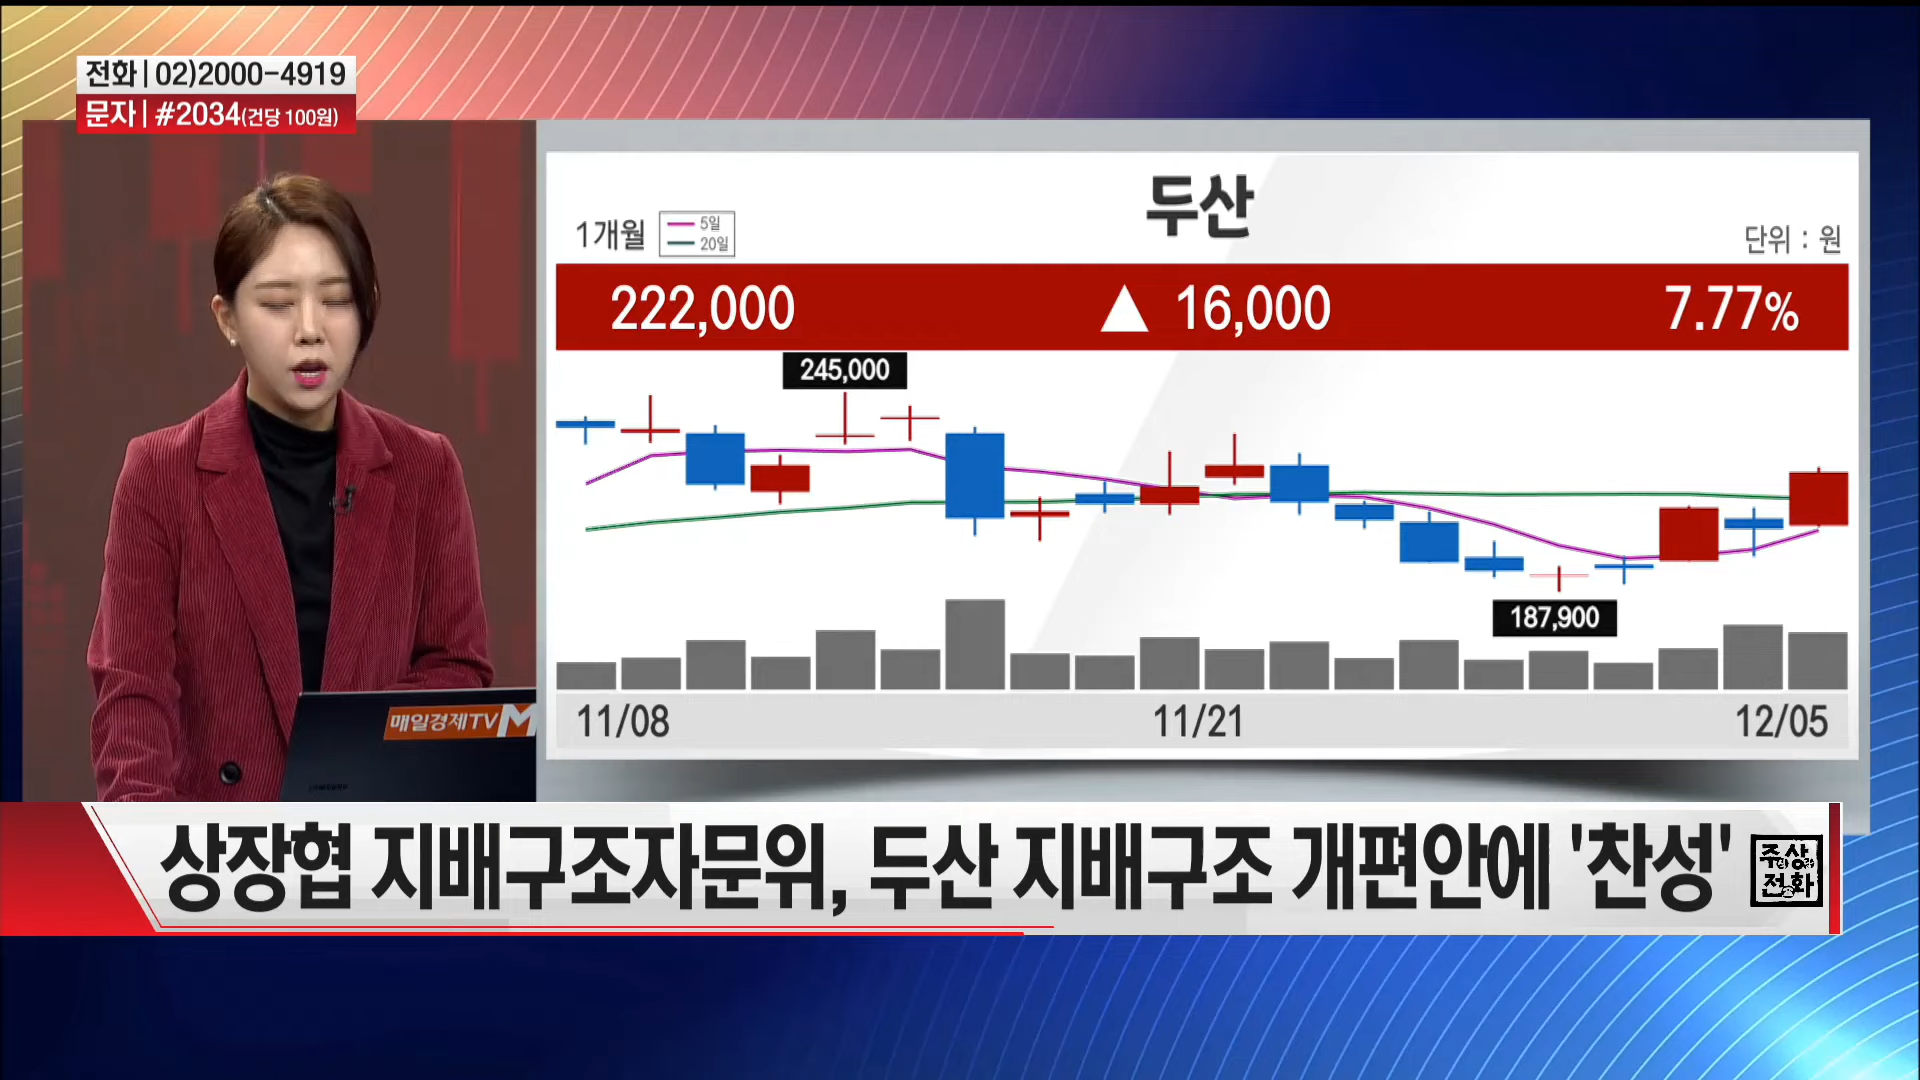 전화 | 02)2000-4919
문자 | #2034(건당 100원)
두산
1개월
5일
20일
단위 : 원
222,000 ▲ 16,000 7.77%
245,000
187,900
11/08 11/21 12/05
매일경제TV M
상장협 지배구조자문위, 두산 지배구조 개편안에 '찬성'
주상
전화